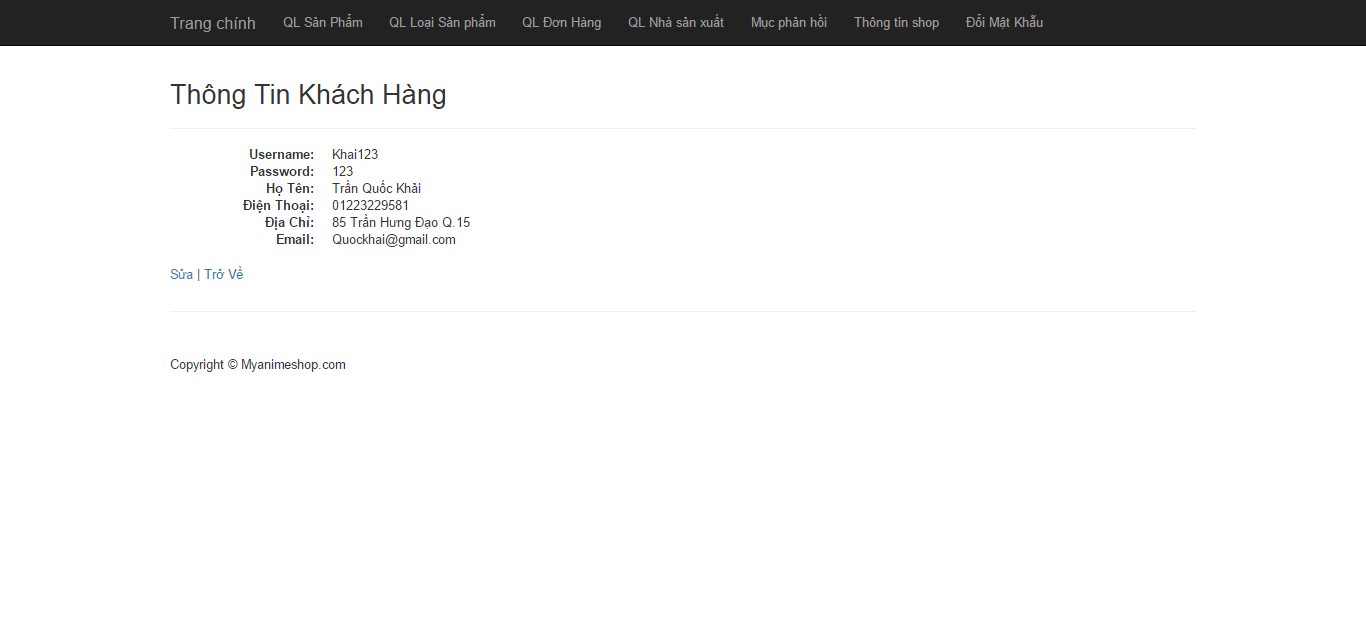 Trang chính QL Sản Phẩm QL Loại Sản phẩm QL Đơn Hàng QL Nhà sản xuất Mục phản hồi Thông tin shop Đổi Mật Khẫu
Thông Tin Khách Hàng
Username: Khai123
Password: 123
Họ Tên: Trần Quốc Khải
Điện Thoại: 01223229581
Địa Chỉ: 85 Trần Hưng Đạo Q.15
Email: Quockhai@gmail.com
Sửa | Trở Về
Copyright © Myanimeshop.com